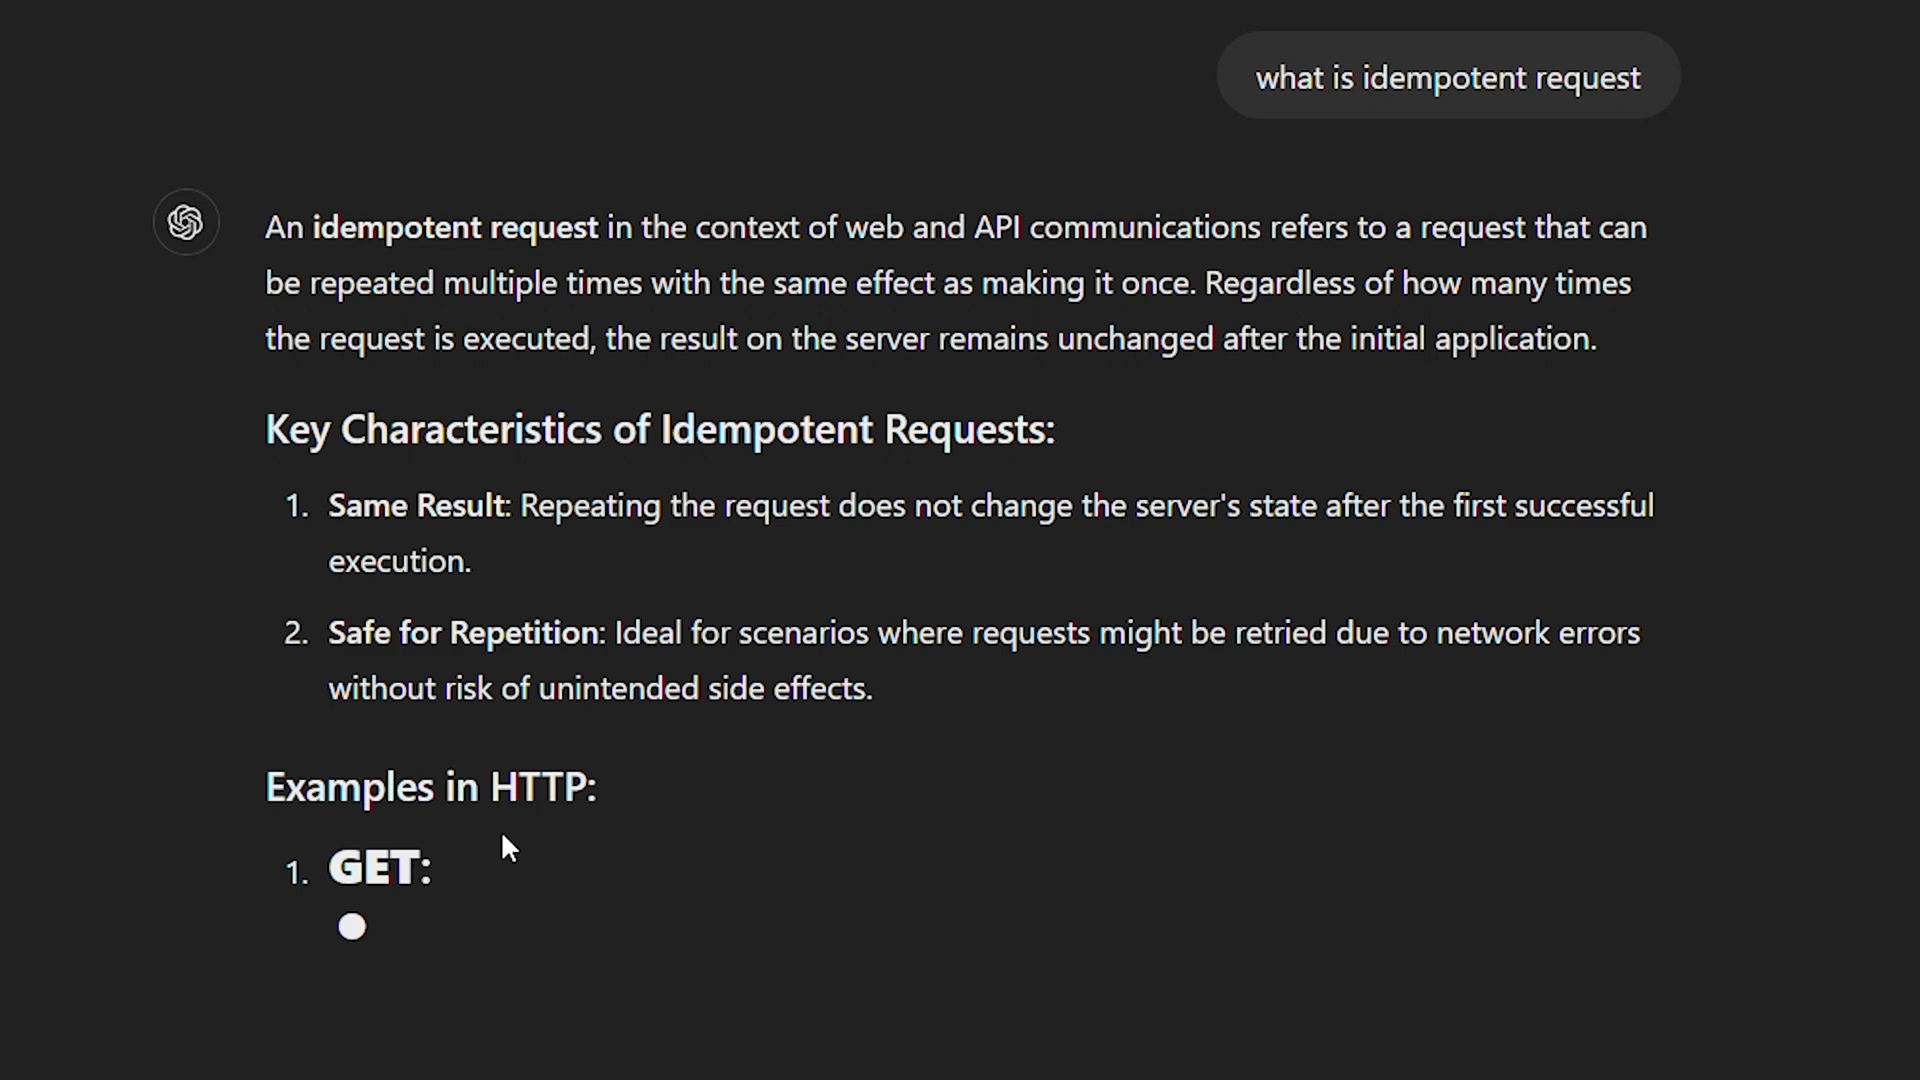 what is idempotent request
An idempotent request in the context of web and API communications refers to a request that can
be repeated multiple times with the same effect as making it once. Regardless of how many times
the request is executed, the result on the server remains unchanged after the initial application.
Key Characteristics of Idempotent Requests:
1. Same Result: Repeating the request does not change the server's state after the first successful
execution.
2. Safe for Repetition: Ideal for scenarios where requests might be retried due to network errors
without risk of unintended side effects.
Examples in HTTP:
1. GET: